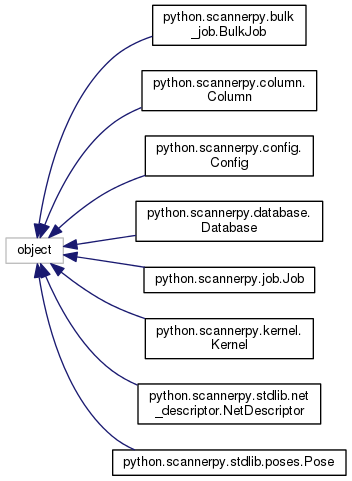 python.scannerpy.bulk
_job.BulkJob
python.scannerpy.column.
Column
python.scannerpy.config.
Config
python.scannerpy.database.
Database
object
python.scannerpy.job.Job
python.scannerpy.kernel.
Kernel
python.scannerpy.stdlib.net
_descriptor.NetDescriptor
python.scannerpy.stdlib.poses.Pose